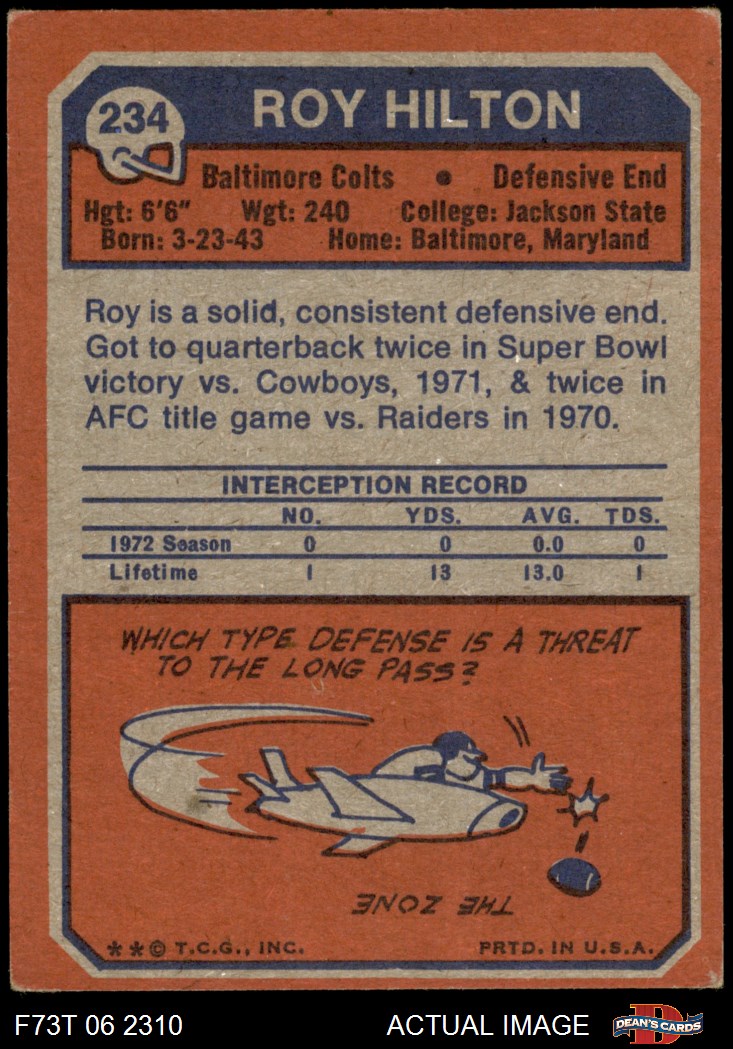 234
ROY HILTON
Baltimore Colts • Defensive End
Hgt: 6'6" Wgt: 240 College: Jackson State
Born: 3-23-43 Home: Baltimore, Maryland
Roy is a solid, consistent defensive end.
Got to quarterback twice in Super Bowl
victory vs. Cowboys, 1971, & twice in
AFC title game vs. Raiders in 1970.
INTERCEPTION RECORD
NO. YDS. AVG. TDS.
1972 Season 0 0 0.0 0
Lifetime 1 13 13.0 1
WHICH TYPE DEFENSE IS A THREAT
TO THE LONG PASS?
THE ZONE
**© T.C.G., INC. PRTD. IN U.S.A.
F73T 06 2310 ACTUAL IMAGE D DEAN'S CARDS